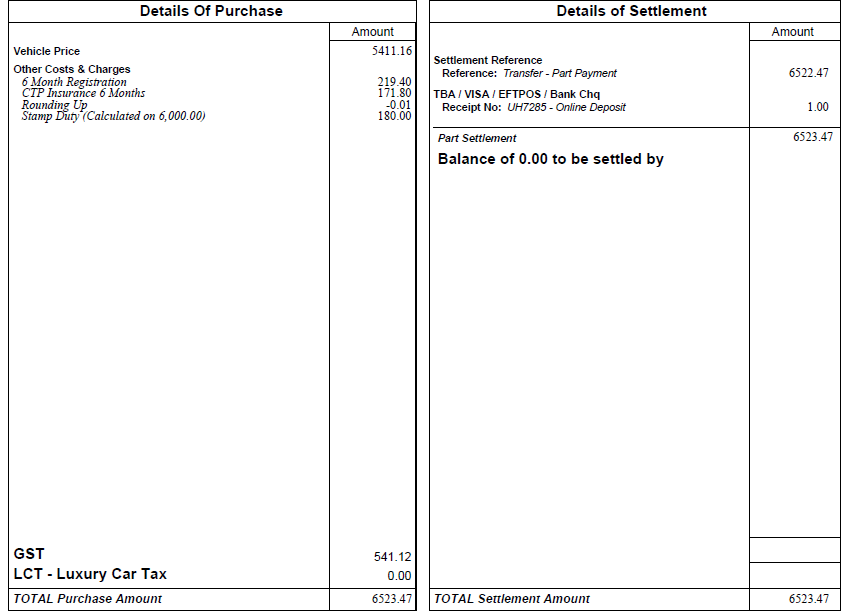 Details Of Purchase
Amount
Vehicle Price 5411.16
Other Costs & Charges
6 Month Registration 219.40
CTP Insurance 6 Months 171.80
Rounding Up -0.01
Stamp Duty (Calculated on 6,000.00) 180.00
GST 541.12
LCT - Luxury Car Tax 0.00
TOTAL Purchase Amount 6523.47
Details of Settlement
Amount
Settlement Reference
Reference: Transfer - Part Payment 6522.47
TBA / VISA / EFTPOS / Bank Chq
Receipt No: UH7285 - Online Deposit 1.00
Part Settlement 6523.47
Balance of 0.00 to be settled by
TOTAL Settlement Amount 6523.47